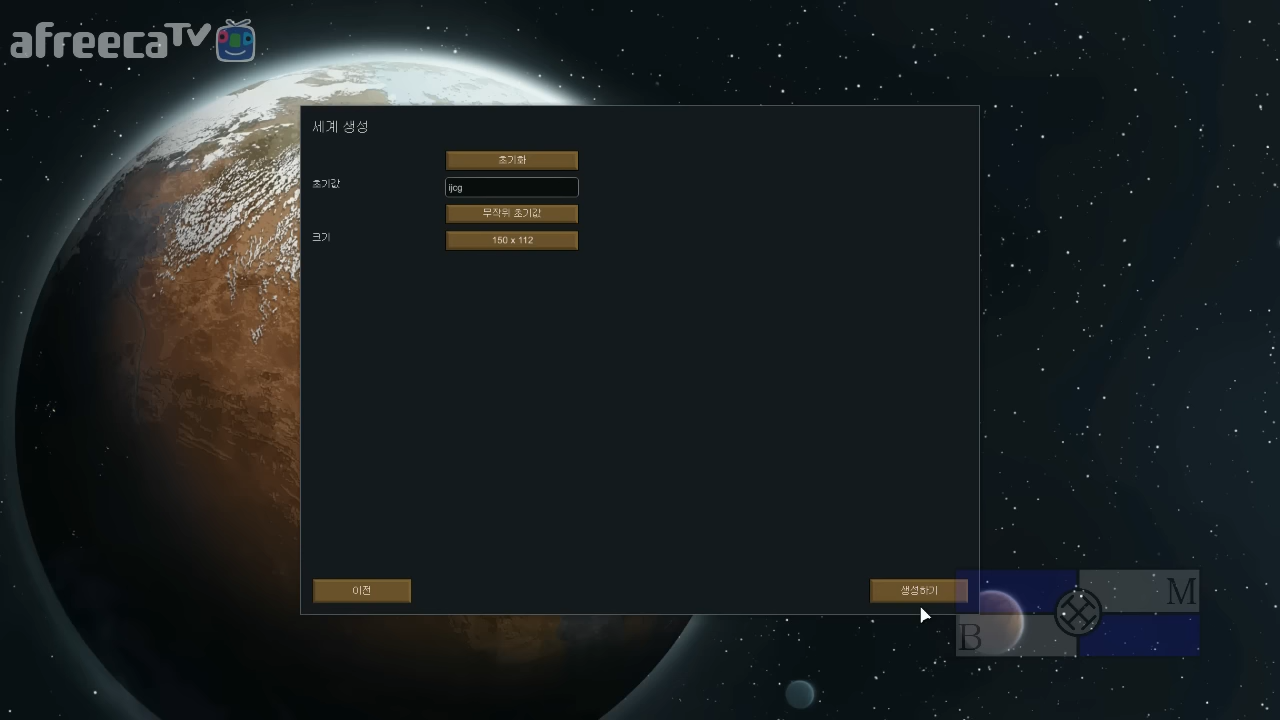 afreecaTV
세계 생성
초기화
초기값
ijcg
무작위 초기값
크기
150 x 112
이전
생성하기
M
B